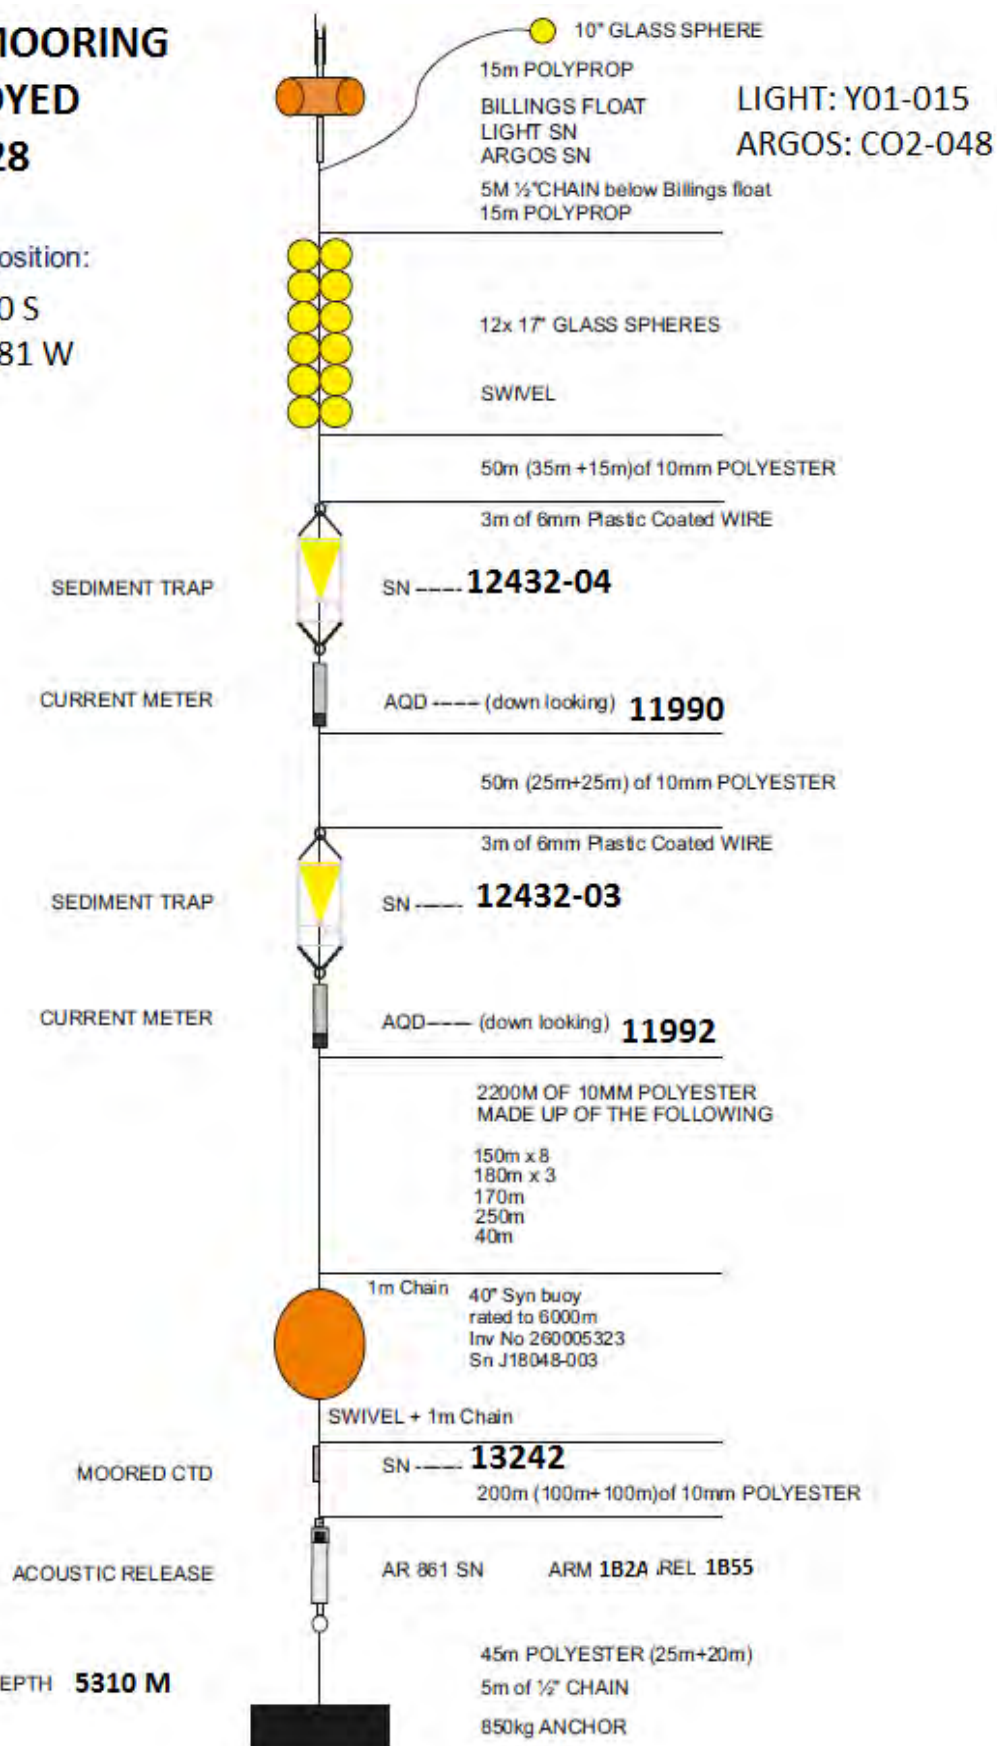 MOORING
OYED
28
osition:
0 S
81 W
10" GLASS SPHERE
15m POLYPROP
BILLINGS FLOAT
LIGHT SN
ARGOS SN
LIGHT: Y01-015
ARGOS: CO2-048
5M ½"CHAIN below Billings float
15m POLYPROP
12x 17" GLASS SPHERES
SWIVEL
50m (35m +15m)of 10mm POLYESTER
3m of 6mm Plastic Coated WIRE
SEDIMENT TRAP SN ---- 12432-04
CURRENT METER AQD ---- (down looking) 11990
50m (25m+25m) of 10mm POLYESTER
3m of 6mm Plastic Coated WIRE
SEDIMENT TRAP SN ---- 12432-03
CURRENT METER AQD---- (down looking) 11992
2200M OF 10MM POLYESTER
MADE UP OF THE FOLLOWING
150m x 8
180m x 3
170m
250m
40m
1m Chain
40" Syn buoy
rated to 6000m
Inv No 260005323
Sn J18048-003
SWIVEL + 1m Chain
MOORED CTD SN ---- 13242
200m (100m+100m)of 10mm POLYESTER
ACOUSTIC RELEASE AR 861 SN ARM 1B2A REL 1B55
45m POLYESTER (25m+20m)
EPTH 5310 M
5m of ½" CHAIN
850kg ANCHOR